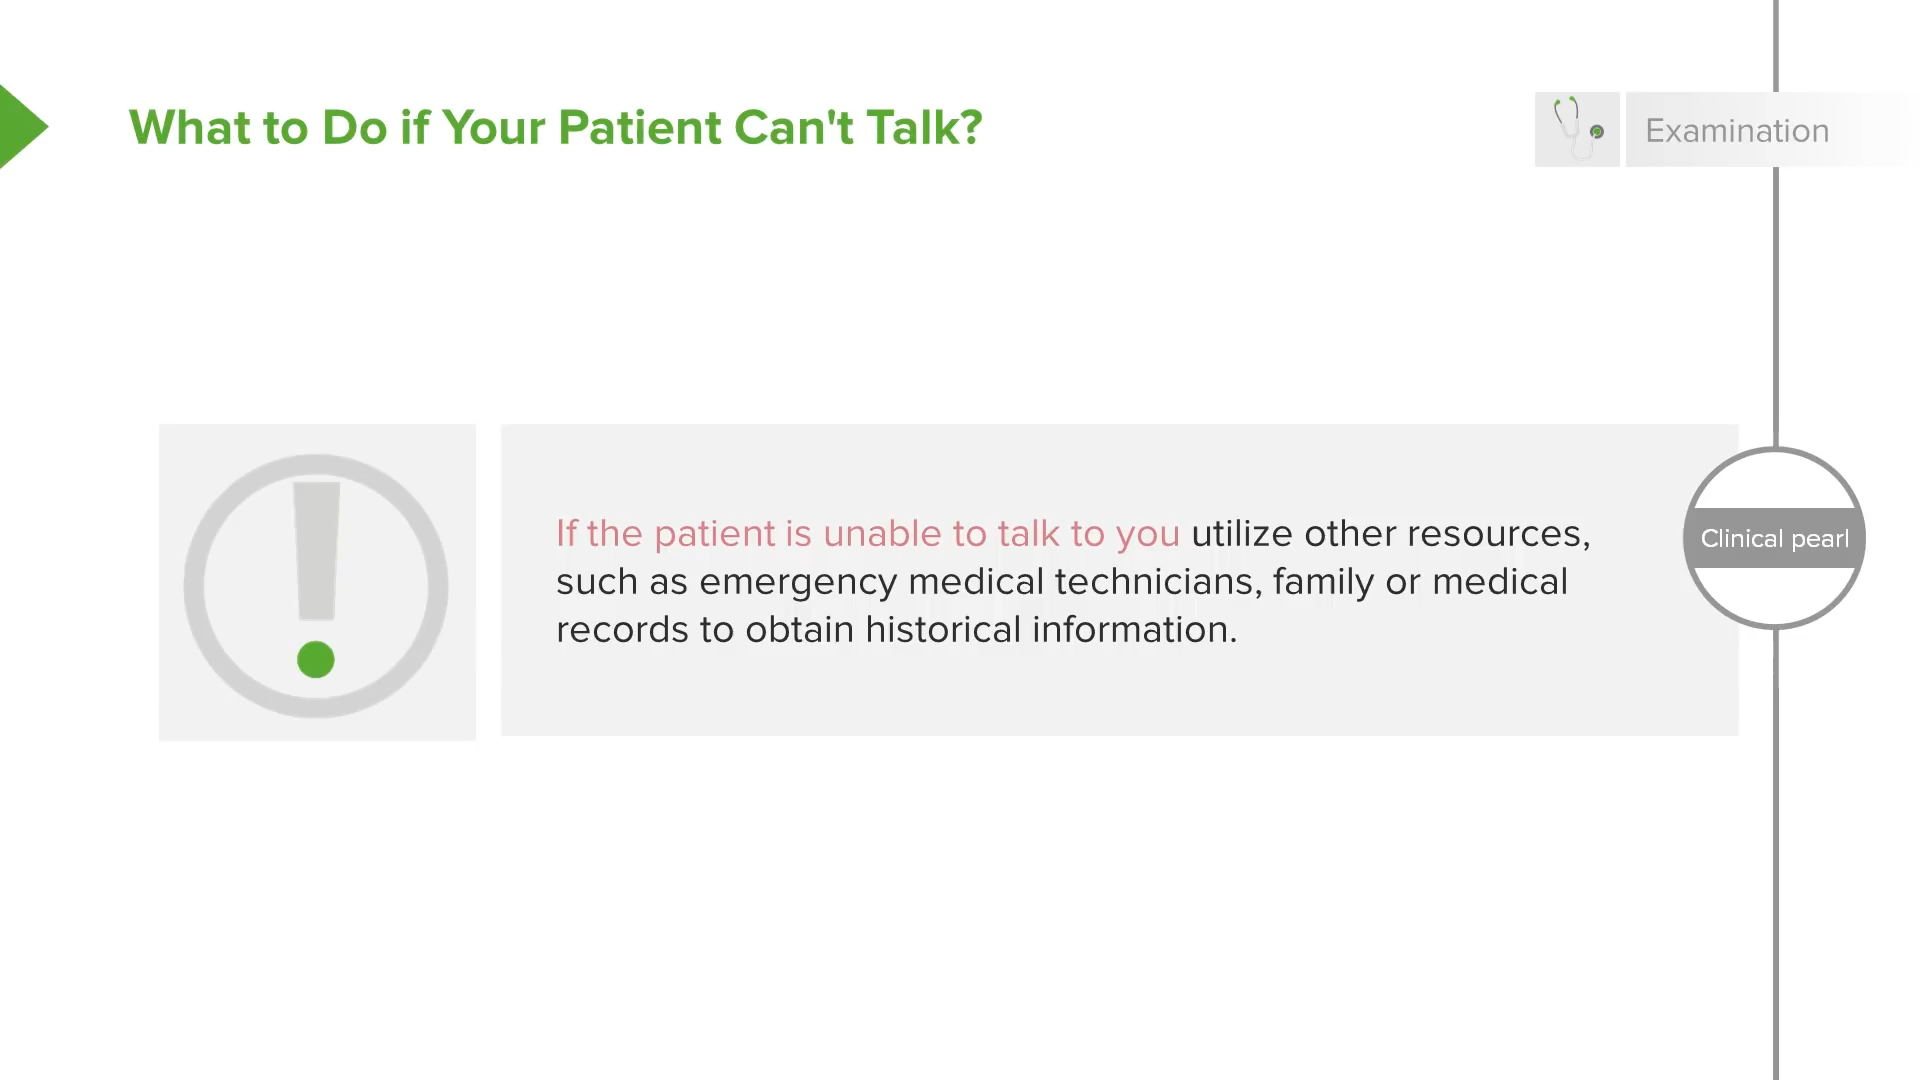 What to Do if Your Patient Can't Talk?
Examination
If the patient is unable to talk to you utilize other resources,
such as emergency medical technicians, family or medical
records to obtain historical information.
Clinical pearl